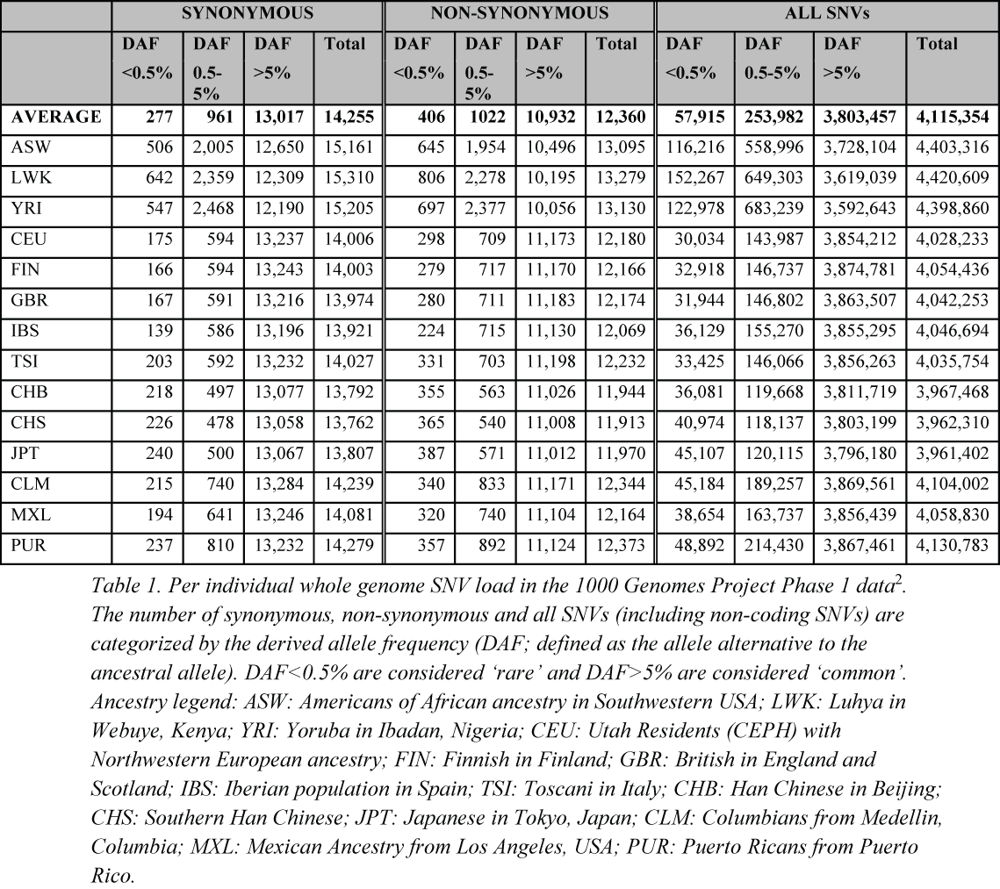 SYNONYMOUS NON-SYNONYMOUS ALL SNVs
DAF DAF DAF Total DAF DAF DAF Total DAF DAF DAF Total
<0.5% 0.5- >5% <0.5% 0.5- >5% <0.5% 0.5-5% >5%
5% 5%
AVERAGE 277 961 13,017 14,255 406 1022 10,932 12,360 57,915 253,982 3,803,457 4,115,354
ASW 506 2,005 12,650 15,161 645 1,954 10,496 13,095 116,216 558,996 3,728,104 4,403,316
LWK 642 2,359 12,309 15,310 806 2,278 10,195 13,279 152,267 649,303 3,619,039 4,420,609
YRI 547 2,468 12,190 15,205 697 2,377 10,056 13,130 122,978 683,239 3,592,643 4,398,860
CEU 175 594 13,237 14,006 298 709 11,173 12,180 30,034 143,987 3,854,212 4,028,233
FIN 166 594 13,243 14,003 279 717 11,170 12,166 32,918 146,737 3,874,781 4,054,436
GBR 167 591 13,216 13,974 280 711 11,183 12,174 31,944 146,802 3,863,507 4,042,253
IBS 139 586 13,196 13,921 224 715 11,130 12,069 36,129 155,270 3,855,295 4,046,694
TSI 203 592 13,232 14,027 331 703 11,198 12,232 33,425 146,066 3,856,263 4,035,754
CHB 218 497 13,077 13,792 355 563 11,026 11,944 36,081 119,668 3,811,719 3,967,468
CHS 226 478 13,058 13,762 365 540 11,008 11,913 40,974 118,137 3,803,199 3,962,310
JPT 240 500 13,067 13,807 387 571 11,012 11,970 45,107 120,115 3,796,180 3,961,402
CLM 215 740 13,284 14,239 340 833 11,171 12,344 45,184 189,257 3,869,561 4,104,002
MXL 194 641 13,246 14,081 320 740 11,104 12,164 38,654 163,737 3,856,439 4,058,830
PUR 237 810 13,232 14,279 357 892 11,124 12,373 48,892 214,430 3,867,461 4,130,783
Table 1. Per individual whole genome SNV load in the 1000 Genomes Project Phase 1 data².
The number of synonymous, non-synonymous and all SNVs (including non-coding SNVs) are
categorized by the derived allele frequency (DAF; defined as the allele alternative to the
ancestral allele). DAF<0.5% are considered ‘rare’ and DAF>5% are considered ‘common’.
Ancestry legend: ASW: Americans of African ancestry in Southwestern USA; LWK: Luhya in
Webuye, Kenya; YRI: Yoruba in Ibadan, Nigeria; CEU: Utah Residents (CEPH) with
Northwestern European ancestry; FIN: Finnish in Finland; GBR: British in England and
Scotland; IBS: Iberian population in Spain; TSI: Toscani in Italy; CHB: Han Chinese in Beijing;
CHS: Southern Han Chinese; JPT: Japanese in Tokyo, Japan; CLM: Columbians from Medellin,
Columbia; MXL: Mexican Ancestry from Los Angeles, USA; PUR: Puerto Ricans from Puerto
Rico.